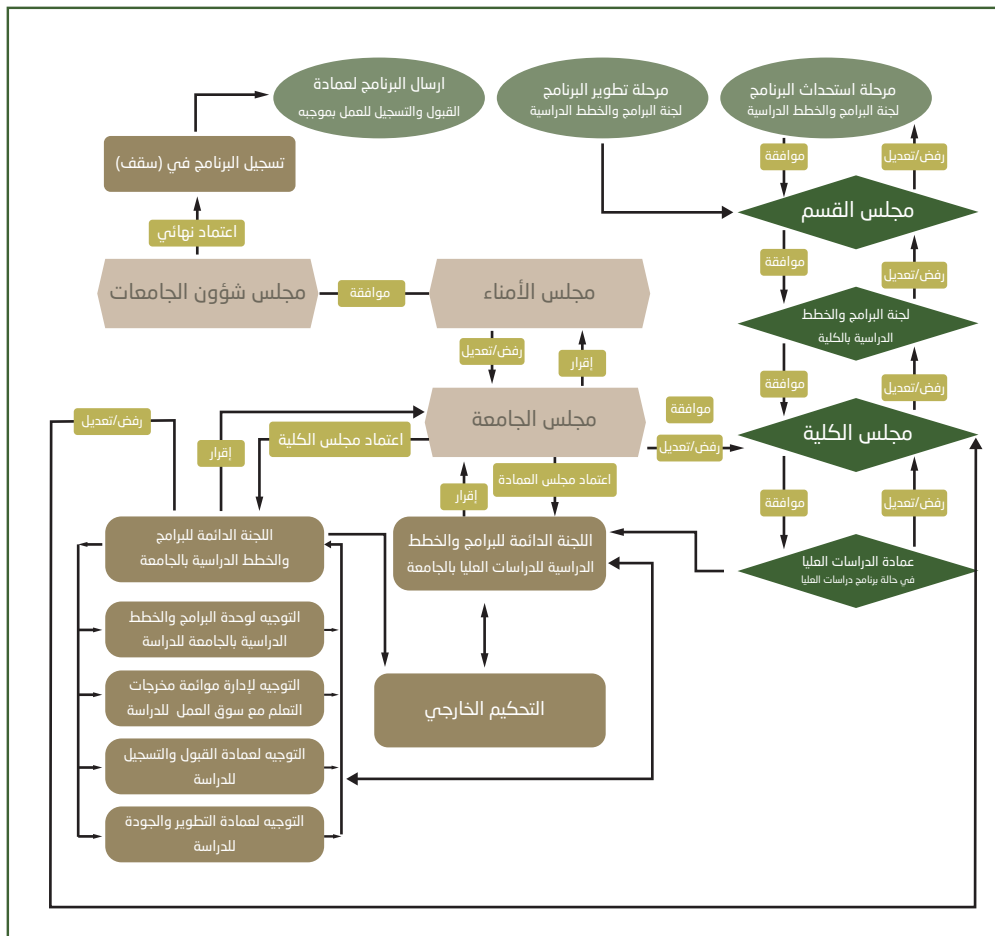 مرحلة استحداث البرنامج
لجنة البرامج والخطط الدراسية
مرحلة تطوير البرنامج
لجنة البرامج والخطط الدراسية
ارسال البرنامج لعمادة
القبول والتسجيل للعمل بموجبه
موافقة
رفض/تعديل
تسجيل البرنامج في (سقف)
مجلس القسم
اعتماد نهائي
موافقة
رفض/تعديل
مجلس الأمناء
موافقة
مجلس شؤون الجامعات
لجنة البرامج والخطط
الدراسية بالكلية
رفض/تعديل
إقرار
موافقة
رفض/تعديل
موافقة
مجلس الجامعة
رفض/تعديل
مجلس الكلية
رفض/تعديل
اعتماد مجلس الكلية
إقرار
اعتماد مجلس العمادة
إقرار
موافقة
رفض/تعديل
عمادة الدراسات العليا
في حالة برنامج دراسات العليا
اللجنة الدائمة للبرامج والخطط
الدراسية للدراسات العليا بالجامعة
اللجنة الدائمة للبرامج
والخطط الدراسية بالجامعة
التوجيه لوحدة البرامج والخطط
الدراسية بالجامعة للدراسة
التوجيه لإدارة موائمة مخرجات
التعلم مع سوق العمل للدراسة
التحكيم الخارجي
التوجيه لعمادة القبول والتسجيل
للدراسة
التوجيه لعمادة التطوير والجودة
للدراسة